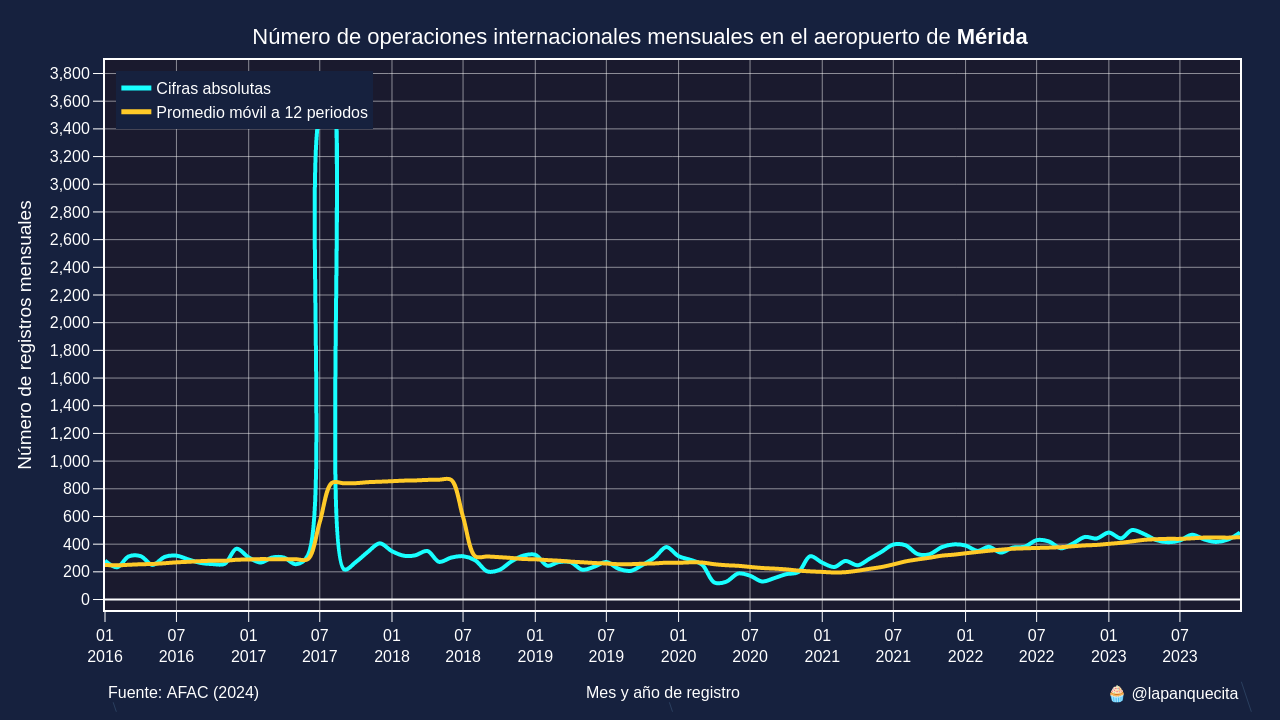 Número de operaciones internacionales mensuales en el aeropuerto de Mérida
Cifras absolutas
Promedio móvil a 12 periodos
Número de registros mensuales
3,800
3,600
3,400
3,200
3,000
2,800
2,600
2,400
2,200
2,000
1,800
1,600
1,400
1,200
1,000
800
600
400
200
0
01 07 01 07 01 07 01 07 01 07 01 07 01 07 01 07
2016 2016 2017 2017 2018 2018 2019 2019 2020 2020 2021 2021 2022 2022 2023 2023
Fuente: AFAC (2024) Mes y año de registro 🧁 @lapanquecita